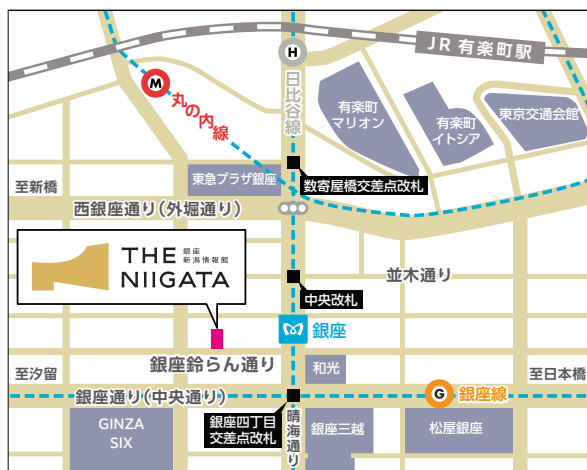 JR 有楽町駅
H
日比谷線
M
丸の内線
有楽町
マリオン
有楽町
イトシア
東京交通会館
東急プラザ銀座
数寄屋橋交差点改札
至新橋
西銀座通り(外堀通り)
THE
NIIGATA
銀座
新潟情報館
並木通り
中央改札
銀座
銀座鈴らん通り
和光
至汐留
至日本橋
銀座通り(中央通り)
G
銀座線
GINZA
SIX
銀座四丁目
交差点改札
晴海通り
銀座三越
松屋銀座